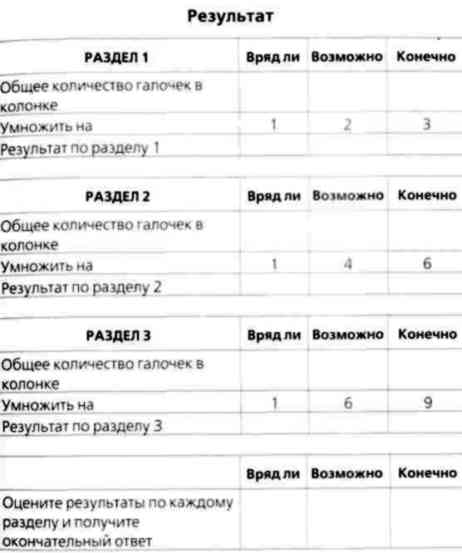 Результат
РАЗДЕЛ 1 Вряд ли Возможно Конечно
Общее количество галочек в
колонке
Умножить на 1 2 3
Результат по разделу 1
РАЗДЕЛ 2 Вряд ли Возможно Конечно
Общее количество галочек в
колонке
Умножить на 1 4 6
Результат по разделу 2
РАЗДЕЛ 3 Вряд ли Возможно Конечно
Общее количество галочек в
колонке
Умножить на 1 6 9
Результат по разделу 3
Вряд ли Возможно Конечно
Оцените результаты по каждому
разделу и получите
окончательный ответ